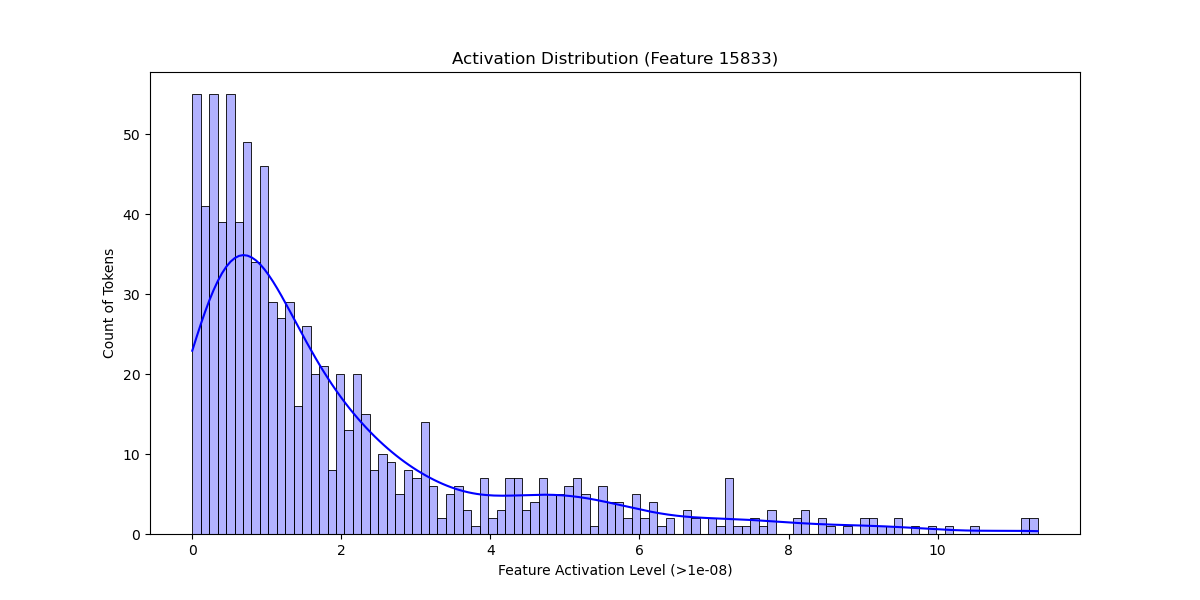 Activation Distribution (Feature 15833)
50
40
30
20
10
0
Count of Tokens
0 2 4 6 8 10
Feature Activation Level (>1e-08)